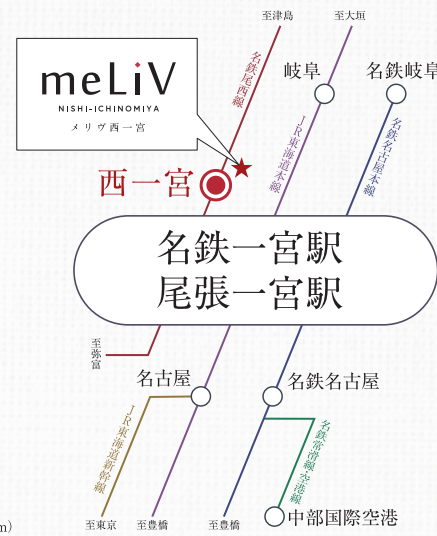 至津島
至大垣
meLiV
NISHI-ICHINOMIYA
メリヴ西一宮
岐阜
名鉄岐阜
名鉄尾西線
JR東海道本線
名鉄名古屋本線
西一宮
名鉄一宮駅
尾張一宮駅
至弥富
名古屋
名鉄名古屋
JR東海道新幹線
名鉄常滑線・空港線
至東京
至豊橋
至豊橋
中部国際空港
m)